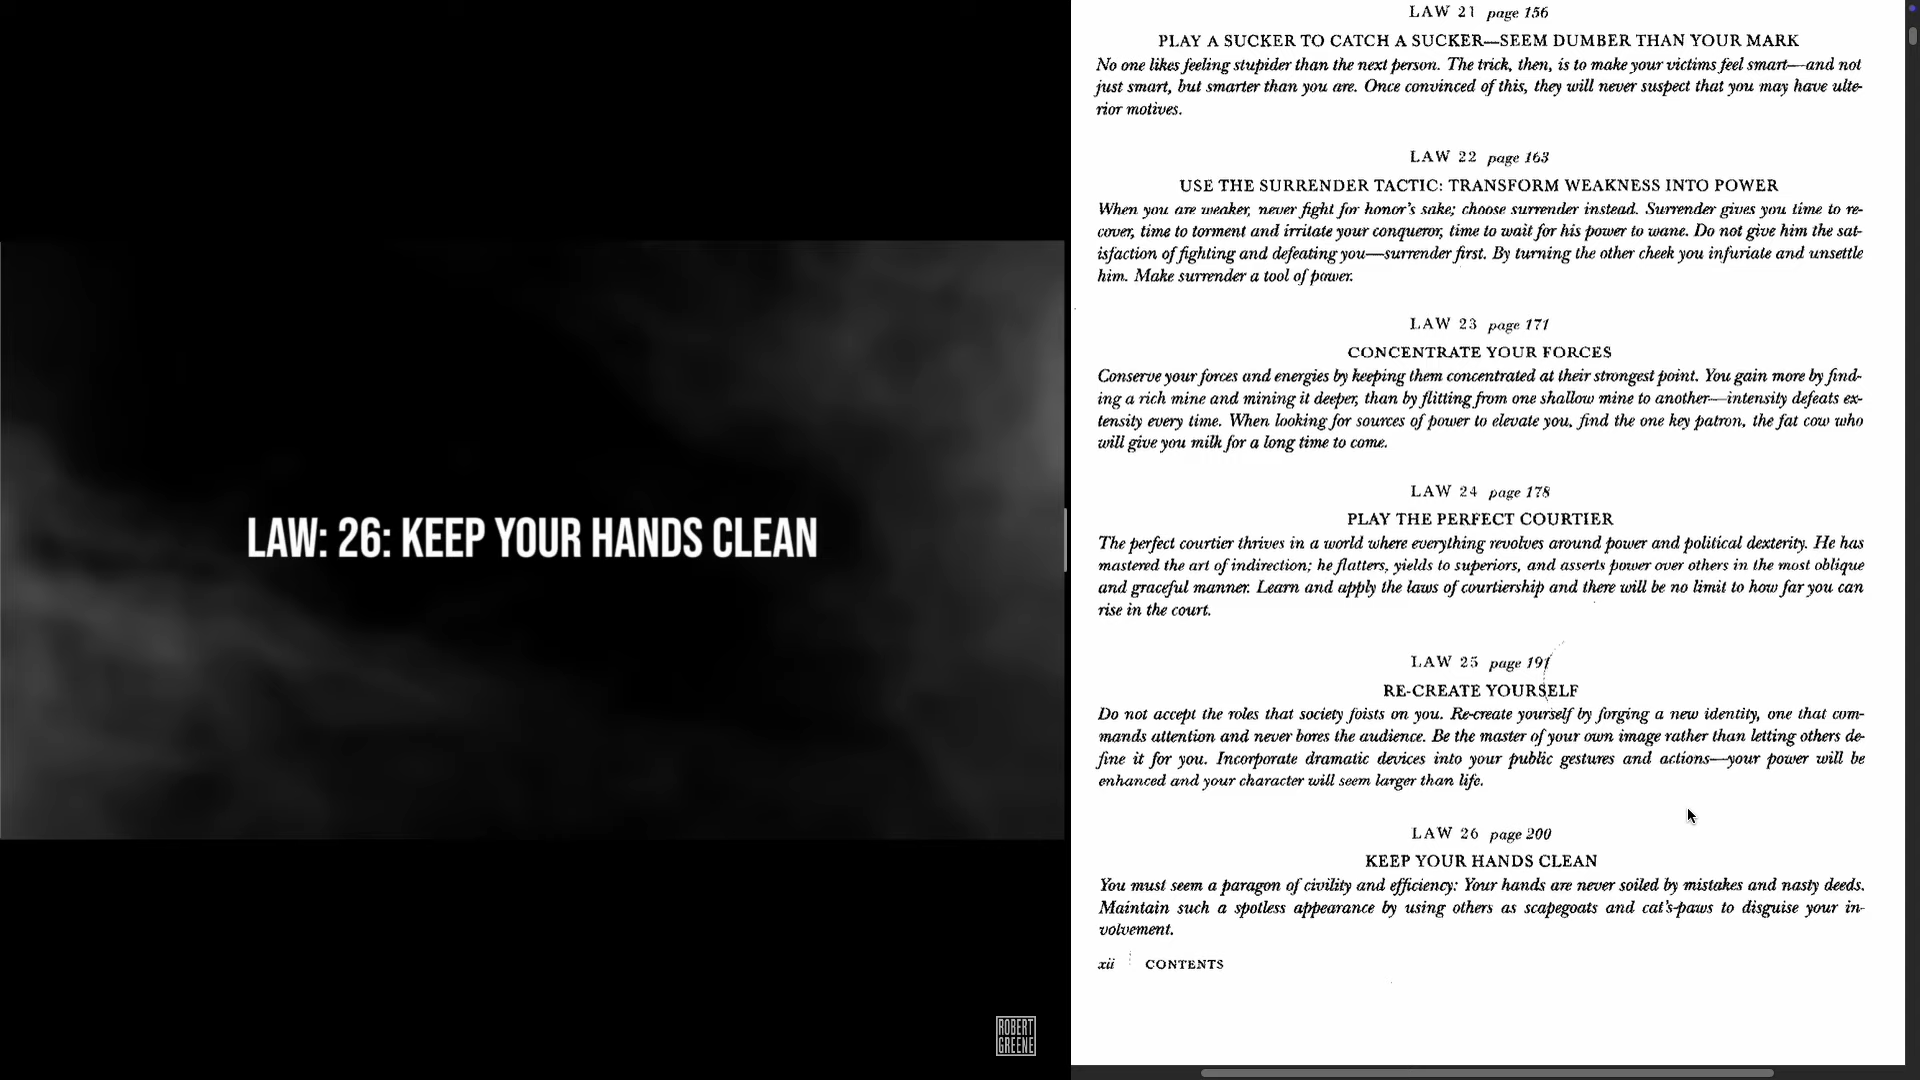 LAW: 26: KEEP YOUR HANDS CLEAN
ROBERT
GREENE
LAW 21 page 156
PLAY A SUCKER TO CATCH A SUCKER—SEEM DUMBER THAN YOUR MARK
No one likes feeling stupider than the next person. The trick, then, is to make your victims feel smart—and not
just smart, but smarter than you are. Once convinced of this, they will never suspect that you may have ulte-
rior motives.
LAW 22 page 163
USE THE SURRENDER TACTIC: TRANSFORM WEAKNESS INTO POWER
When you are weaker, never fight for honor's sake; choose surrender instead. Surrender gives you time to re-
cover, time to torment and irritate your conqueror, time to wait for his power to wane. Do not give him the sat-
isfaction of fighting and defeating you—surrender first. By turning the other cheek you infuriate and unsettle
him. Make surrender a tool of power.
LAW 23 page 171
CONCENTRATE YOUR FORCES
Conserve your forces and energies by keeping them concentrated at their strongest point. You gain more by find-
ing a rich mine and mining it deeper, than by flitting from one shallow mine to another—intensity defeats ex-
tensity every time. When looking for sources of power to elevate you, find the one key patron, the fat cow who
will give you milk for a long time to come.
LAW 24 page 178
PLAY THE PERFECT COURTIER
The perfect courtier thrives in a world where everything revolves around power and political dexterity. He has
mastered the art of indirection; he flatters, yields to superiors, and asserts power over others in the most oblique
and graceful manner. Learn and apply the laws of courtiership and there will be no limit to how far you can
rise in the court.
LAW 25 page 191
RE-CREATE YOURSELF
Do not accept the roles that society foists on you. Re-create yourself by forging a new identity, one that com-
mands attention and never bores the audience. Be the master of your own image rather than letting others de-
fine it for you. Incorporate dramatic devices into your public gestures and actions—your power will be
enhanced and your character will seem larger than life.
LAW 26 page 200
KEEP YOUR HANDS CLEAN
You must seem a paragon of civility and efficiency: Your hands are never soiled by mistakes and nasty deeds.
Maintain such a spotless appearance by using others as scapegoats and cat's-paws to disguise your in-
volvement.
xii CONTENTS